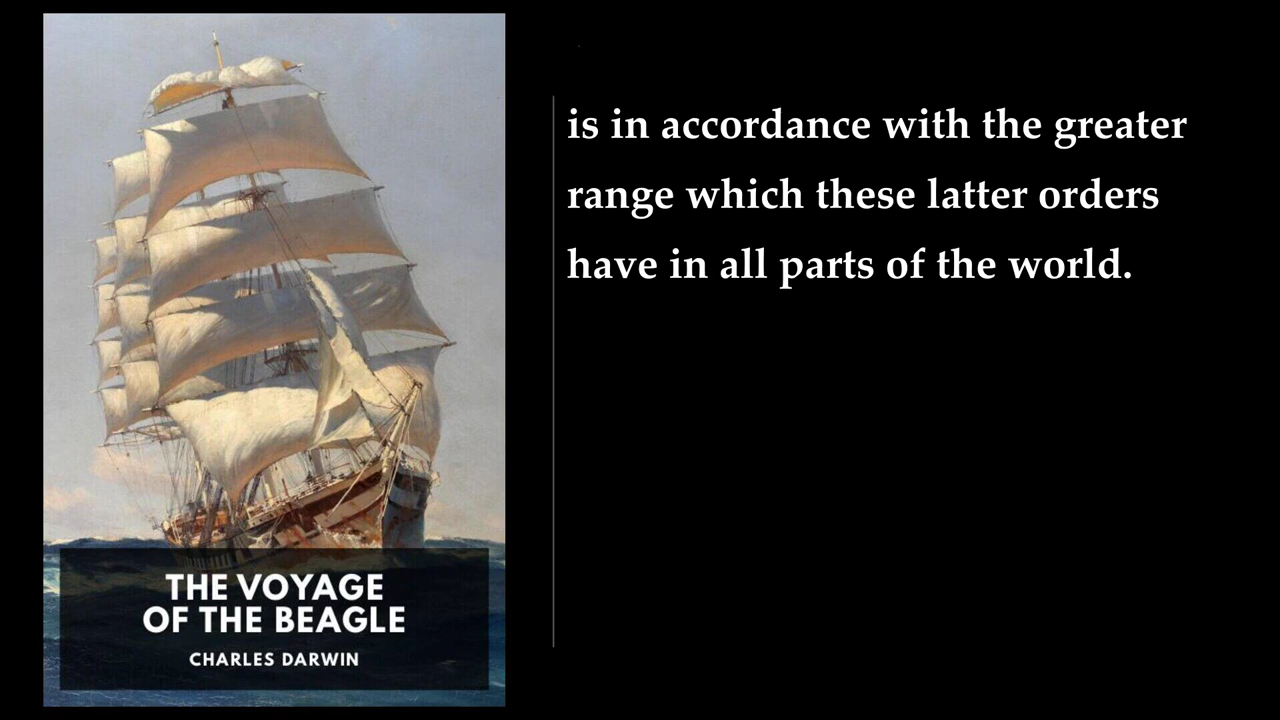 THE VOYAGE
OF THE BEAGLE
CHARLES DARWIN
is in accordance with the greater
range which these latter orders
have in all parts of the world.